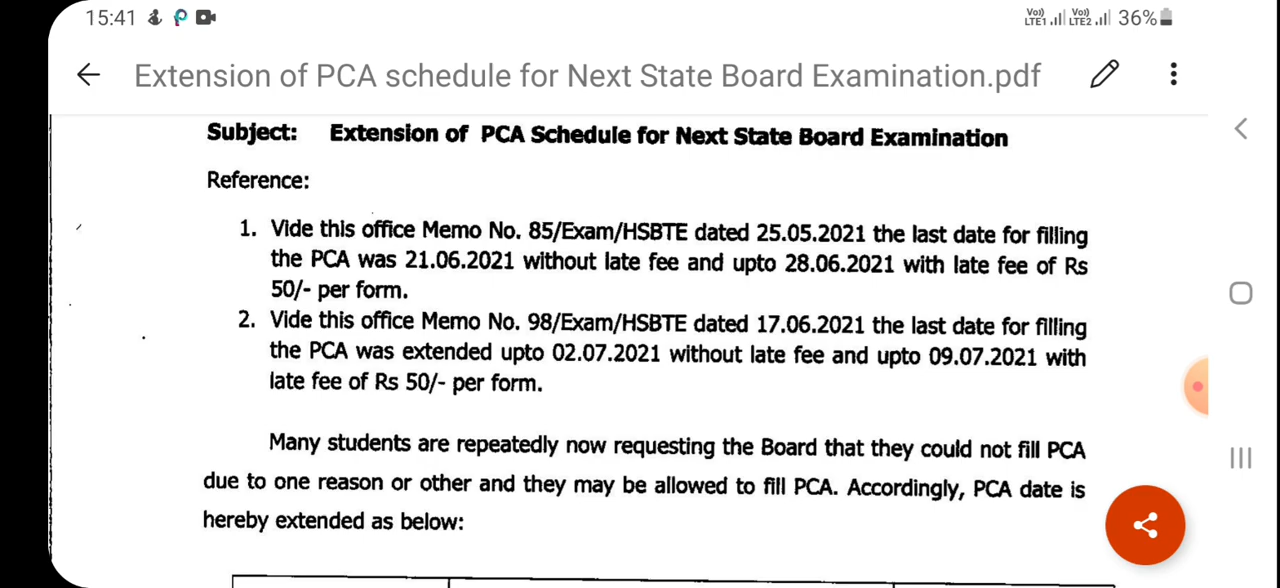 15:41
Vo)) LTE1 Vo)) LTE2 36%
Extension of PCA schedule for Next State Board Examination.pdf
Subject: Extension of PCA Schedule for Next State Board Examination
Reference:
1. Vide this office Memo No. 85/Exam/HSBTE dated 25.05.2021 the last date for filling
the PCA was 21.06.2021 without late fee and upto 28.06.2021 with late fee of Rs
50/- per form.
2. Vide this office Memo No. 98/Exam/HSBTE dated 17.06.2021 the last date for filling
the PCA was extended upto 02.07.2021 without late fee and upto 09.07.2021 with
late fee of Rs 50/- per form.
Many students are repeatedly now requesting the Board that they could not fill PCA
due to one reason or other and they may be allowed to fill PCA. Accordingly, PCA date is
hereby extended as below: